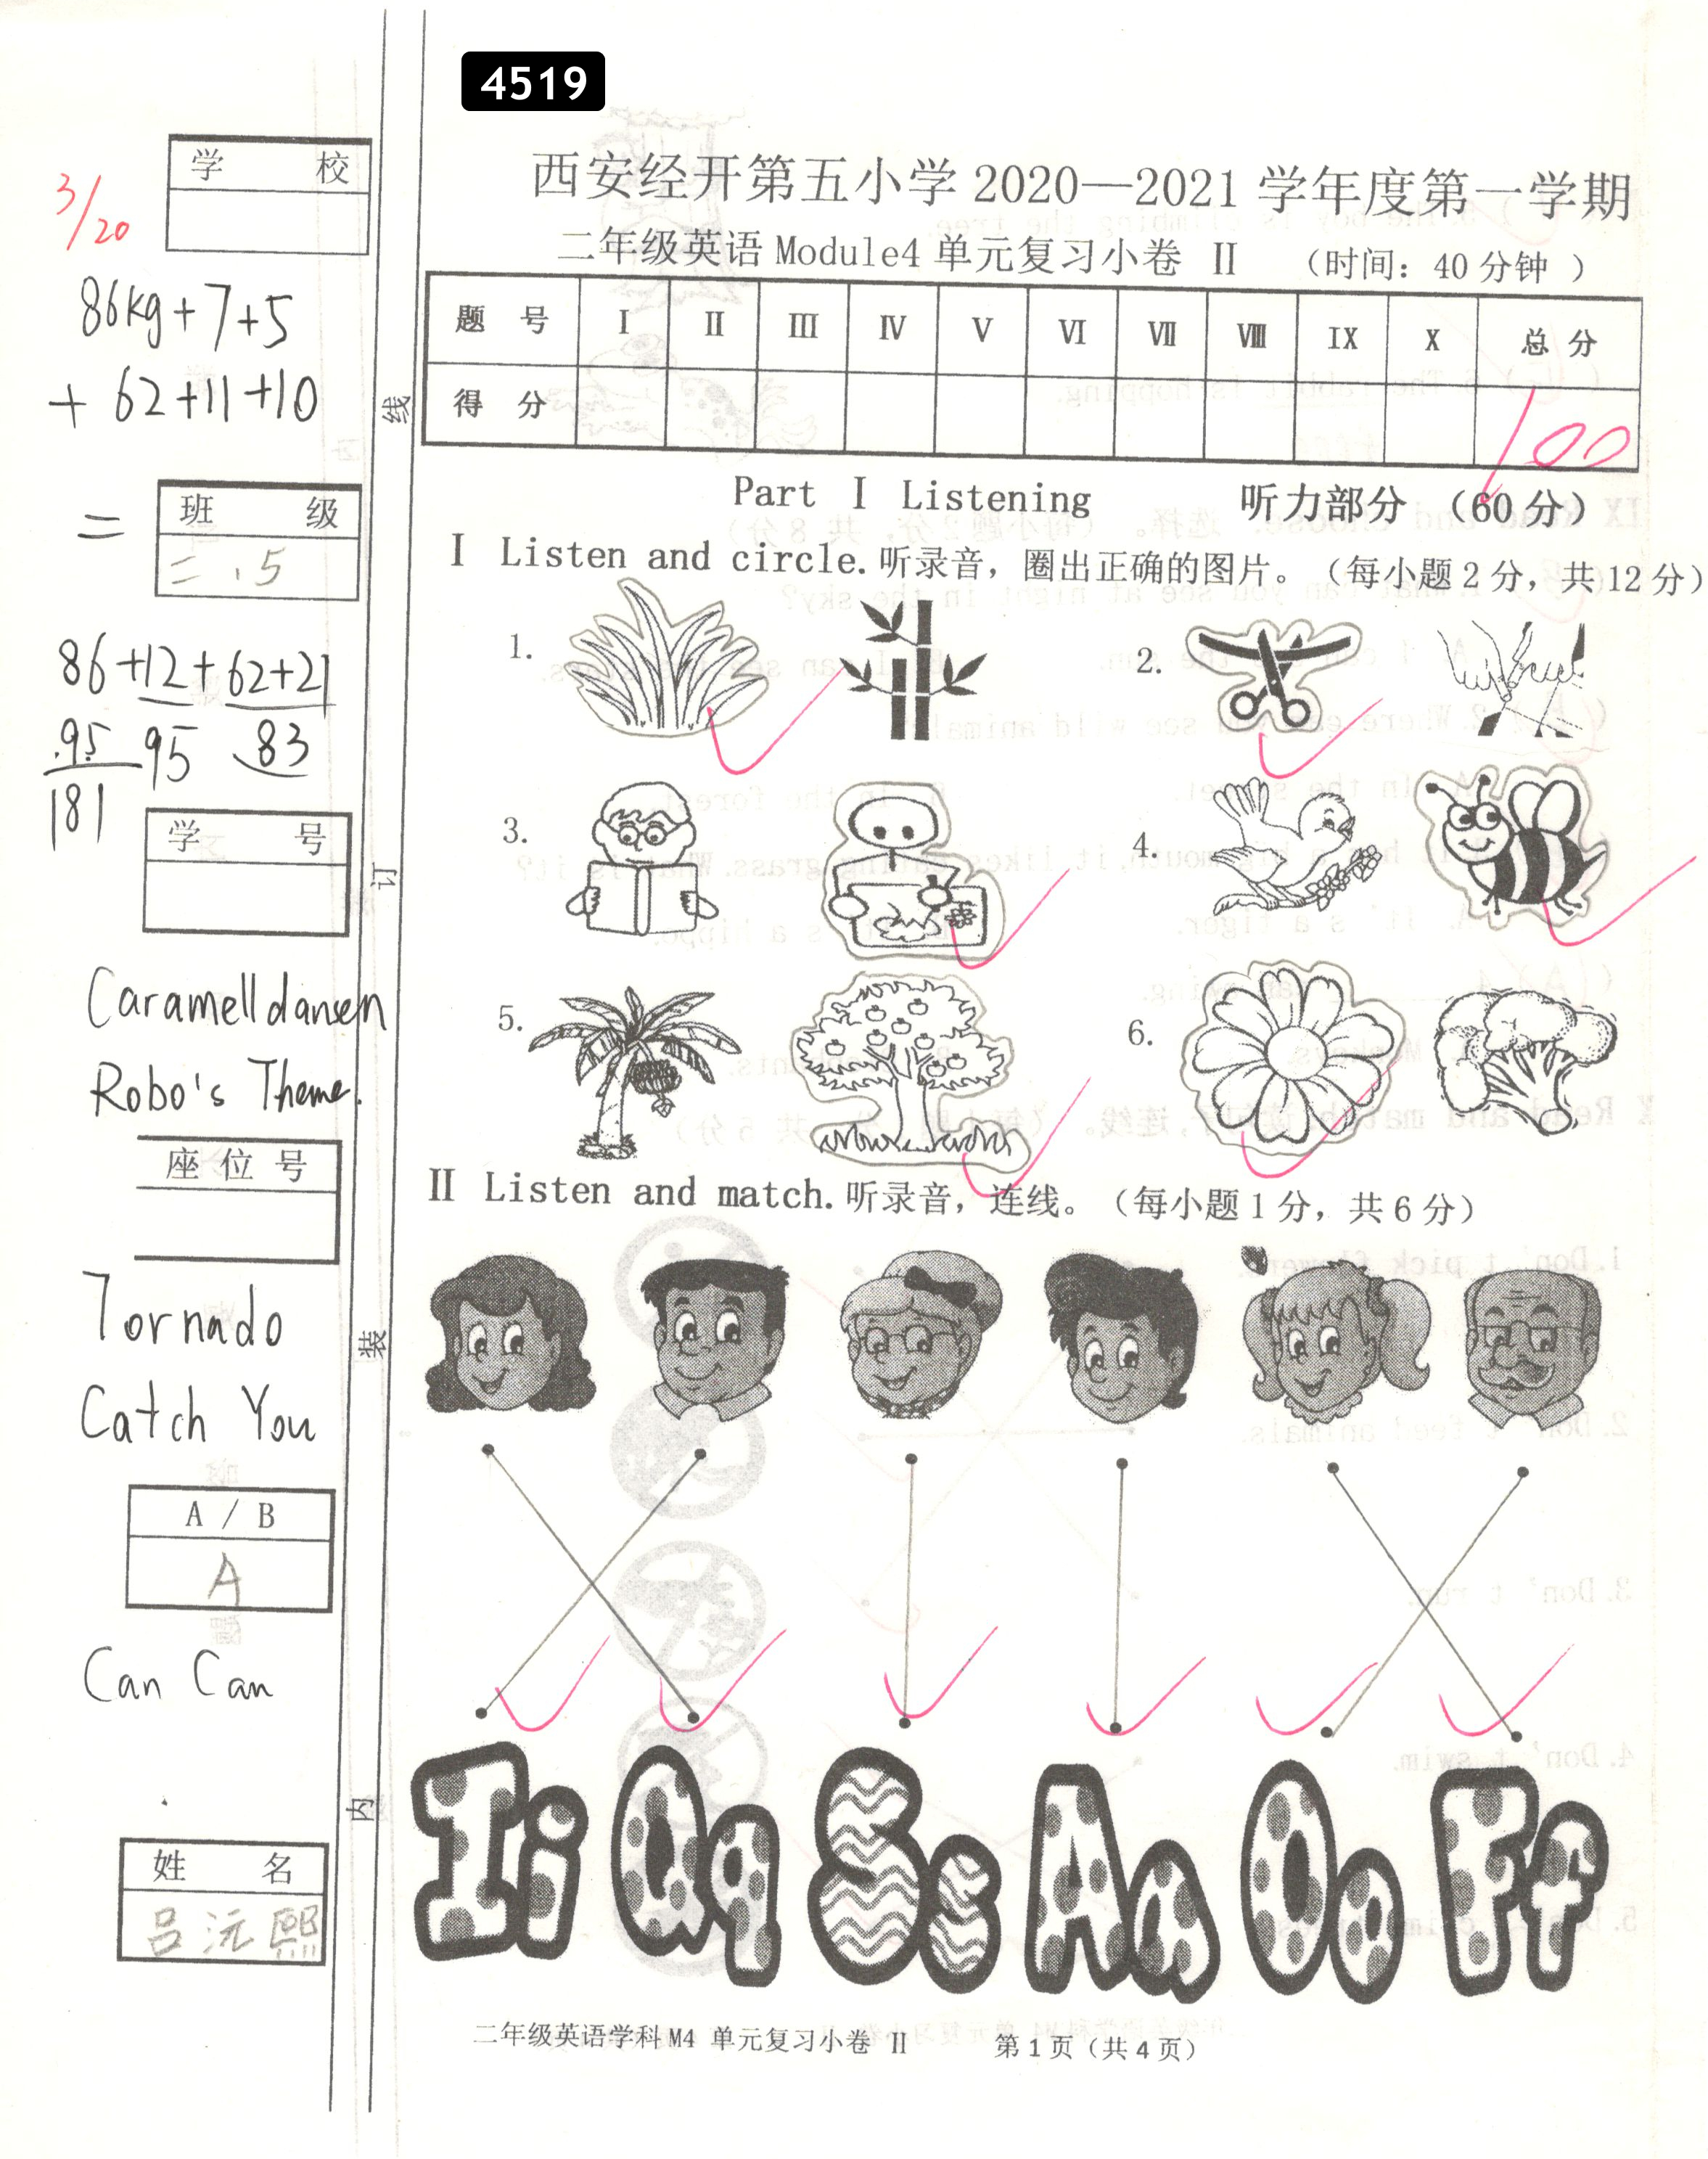 4519
西安经开第五小学 2020—2021 学年度第一学期
二年级英语 Module4 单元复习小卷 Ⅱ （时间：40 分钟 ）
题 号 Ⅰ Ⅱ Ⅲ Ⅳ Ⅴ Ⅵ Ⅶ Ⅷ Ⅸ Ⅹ 总 分
得 分 100
Part Ⅰ Listening 听力部分 （60 分）
Ⅰ Listen and circle. 听录音，圈出正确的图片。（每小题 2 分，共 12 分）
1.
2.
3.
4.
5.
6.
Ⅱ Listen and match. 听录音，连线。（每小题 1 分，共 6 分）
Ii Qq Ss Aa Oo Ff
二年级英语学科 M4 单元复习小卷 Ⅱ 第 1 页（共 4 页）
3/20
学 校
86kg+7+5
+ 62+11+10
=
班 级
二.5
86+12+62+21
95 95 83
181
学 号
Caramelldansen
Robo's Theme.
座 位 号
Tornado
Catch You
A / B
A
Can Can
姓 名
吕沅熙
线
订
装
内